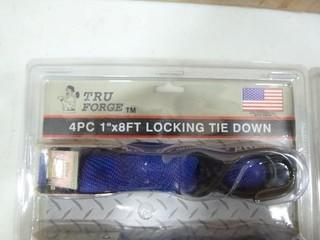 TRU
FORGE TM
4PC 1"x8FT LOCKING TIE DOWN